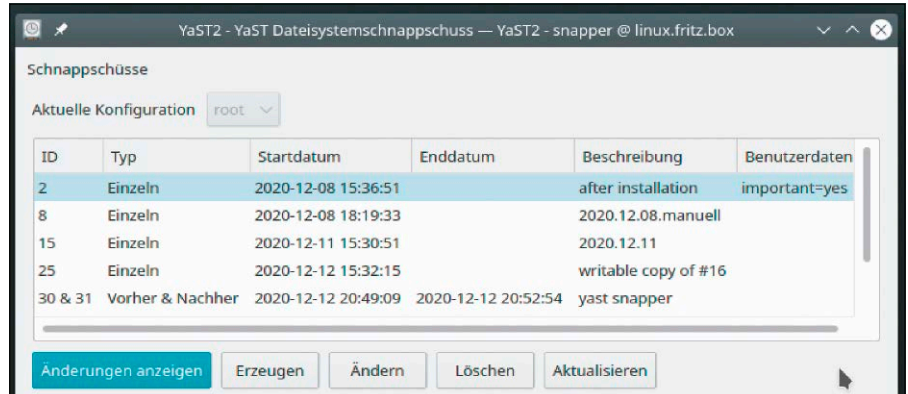 YaST2 - YaST Dateisystemschnappschuss — YaST2 - snapper @ linux.fritz.box
Schnappschüsse
Aktuelle Konfiguration root
ID Typ Startdatum Enddatum Beschreibung Benutzerdaten
2 Einzeln 2020-12-08 15:36:51 after installation important=yes
8 Einzeln 2020-12-08 18:19:33 2020.12.08.manuell
15 Einzeln 2020-12-11 15:30:51 2020.12.11
25 Einzeln 2020-12-12 15:32:15 writable copy of #16
30 & 31 Vorher & Nachher 2020-12-12 20:49:09 2020-12-12 20:52:54 yast snapper
Änderungen anzeigen Erzeugen Ändern Löschen Aktualisieren